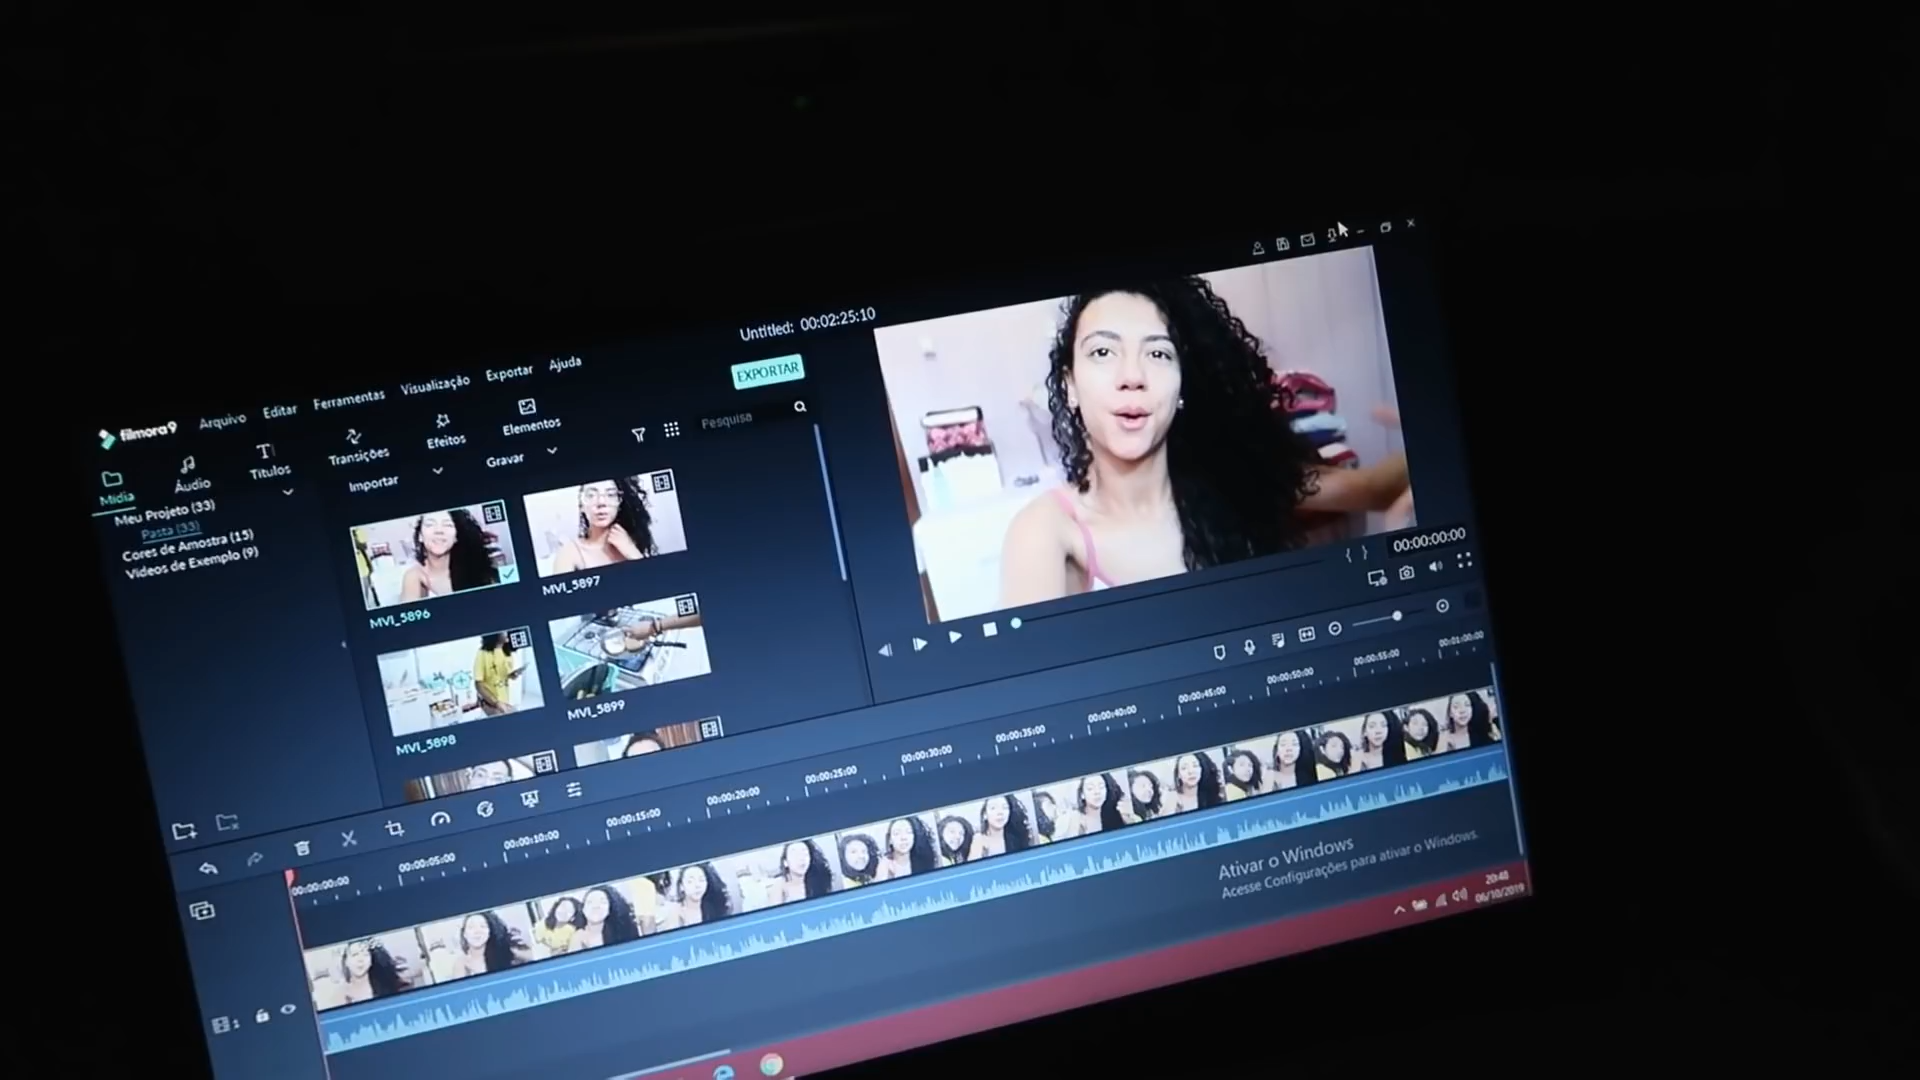 Untitled: 00:02:25:10
filmora9 Arquivo Editar Ferramentas Visualização Exportar Ajuda
EXPORTAR
Mídia Áudio Títulos Transições Efeitos Elementos
Importar Gravar Pesquisa
Meu Projeto (33)
Pasta (33)
Cores de Amostra (15)
Vídeos de Exemplo (9)
MVI_5896 MVI_5897
MVI_5898 MVI_5899
00:00:00:00
00:00:00:00 00:00:05:00 00:00:10:00 00:00:15:00 00:00:20:00 00:00:25:00 00:00:30:00 00:00:35:00 00:00:40:00 00:00:45:00 00:00:50:00 00:00:55:00 00:01:00:00
1
Ativar o Windows
Acesse Configurações para ativar o Windows.
20:48
06/10/2019